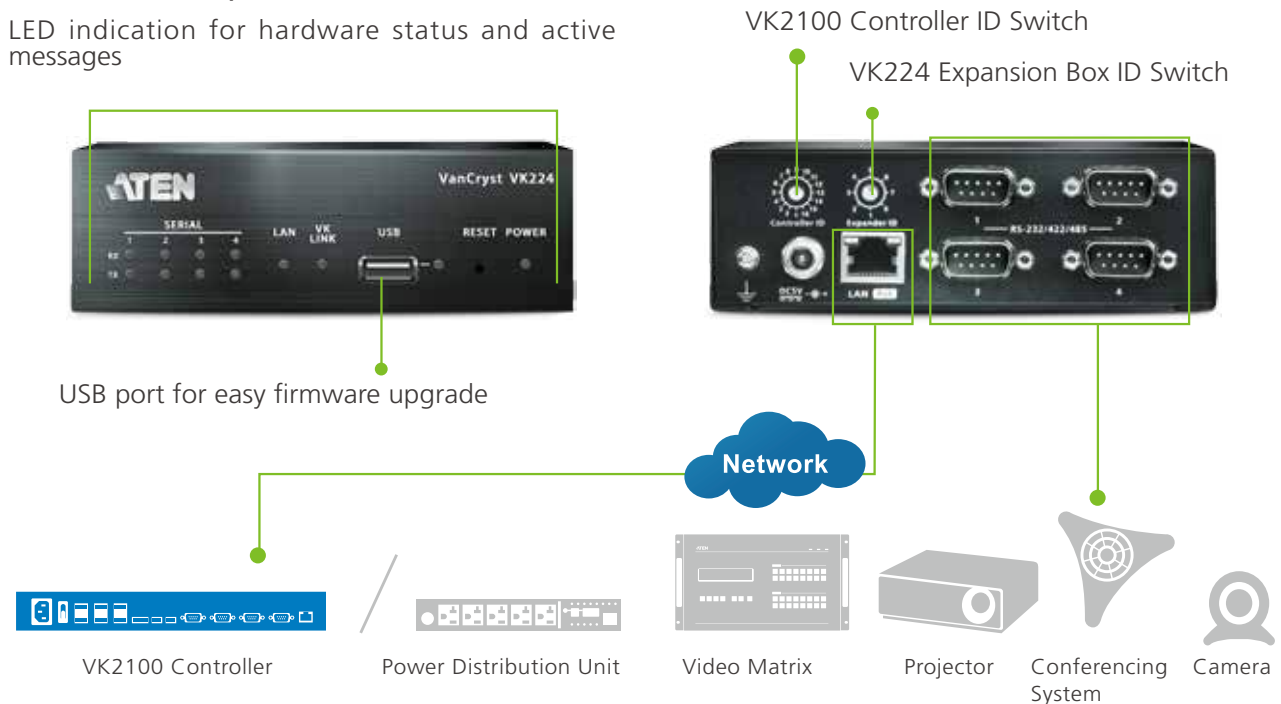 LED indication for hardware status and active
messages
VK2100 Controller ID Switch
VK224 Expansion Box ID Switch
ATEN
VanCryst VK224
SERIAL
1 2 3 4
RX
TX
LAN
VK
LINK
USB
RESET POWER
Controller ID
Expander ID
1
2
RS-232/422/485
3
4
DC5V
LAN
USB port for easy firmware upgrade
Network
ATEN
VK2100 Controller
Power Distribution Unit
Video Matrix
Projector
Conferencing
System
Camera